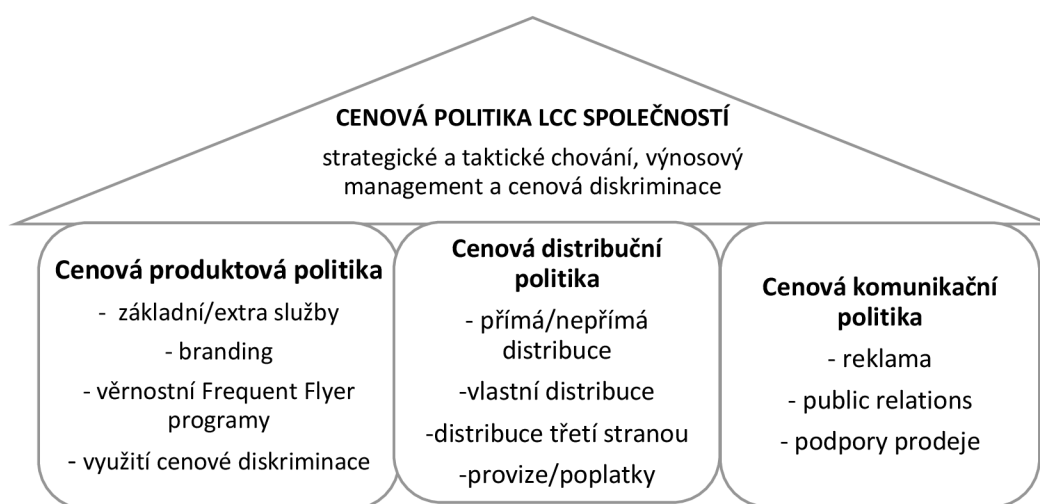 CENOVÁ POLITIKA LCC SPOLEČNOSTÍ
strategické a taktické chování, výnosový
management a cenová diskriminace
Cenová produktová politika
- základní/extra služby
- branding
- věrnostní Frequent Flyer
programy
- využití cenové diskriminace
Cenová distribuční
politika
- přímá/nepřímá
distribuce
-vlastní distribuce
-distribuce třetí stranou
-provize/poplatky
Cenová komunikační
politika
- reklama
- public relations
- podpory prodeje